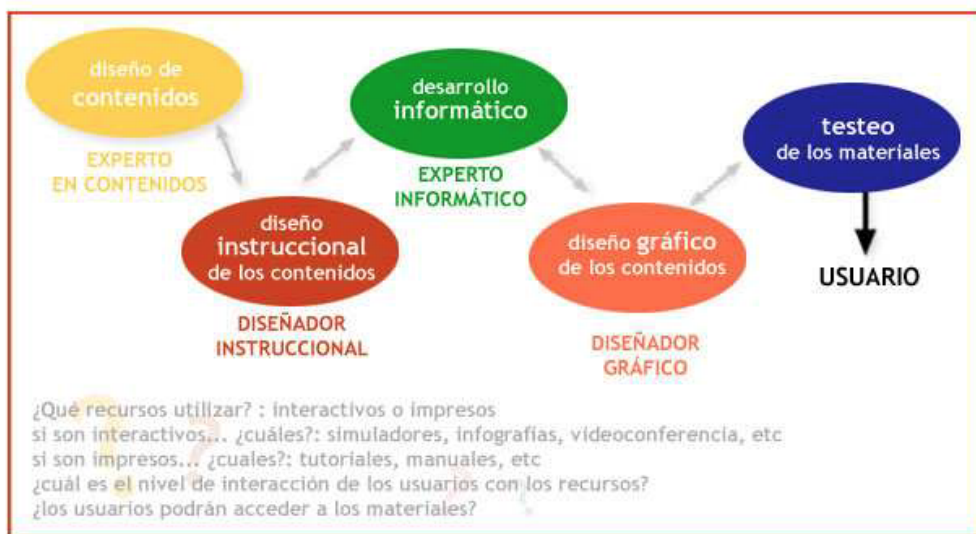 diseño de
contenidos
EXPERTO
EN CONTENIDOS
diseño
instruccional
de los contenidos
DISEÑADOR
INSTRUCCIONAL
desarrollo
informático
EXPERTO
INFORMÁTICO
diseño gráfico
de los contenidos
DISEÑADOR
GRÁFICO
testeo
de los materiales
USUARIO
¿Qué recursos utilizar? : interactivos o impresos
si son interactivos... ¿cuáles?: simuladores, infografías, videoconferencia, etc
si son impresos... ¿cuales?: tutoriales, manuales, etc
¿cuál es el nivel de interacción de los usuarios con los recursos?
¿los usuarios podrán acceder a los materiales?